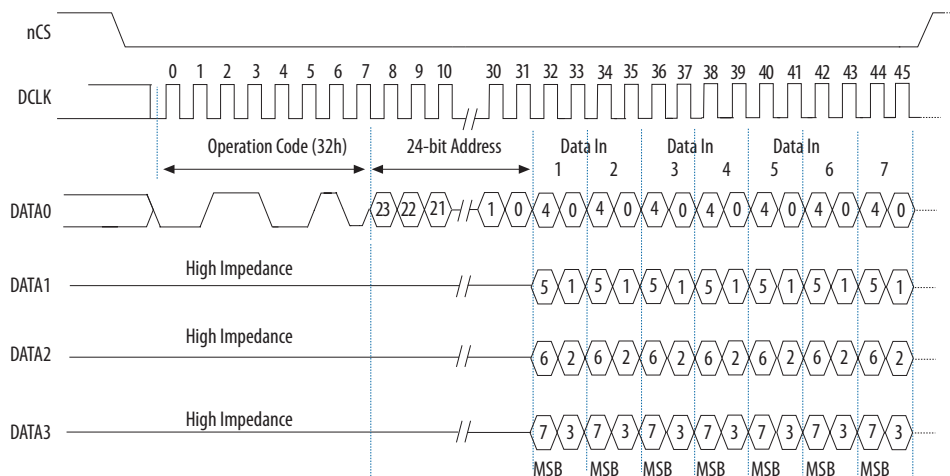 nCS
0 1 2 3 4 5 6 7 8 9 10 30 31 32 33 34 35 36 37 38 39 40 41 42 43 44 45
DCLK
Operation Code (32h) 24-bit Address Data In Data In Data In
1 2 3 4 5 6 7
DATA0 23 22 21 1 0 4 0 4 0 4 0 4 0 4 0 4 0 4 0
High Impedance
DATA1 5 1 5 1 5 1 5 1 5 1 5 1 5 1
High Impedance
DATA2 6 2 6 2 6 2 6 2 6 2 6 2 6 2
High Impedance
DATA3 7 3 7 3 7 3 7 3 7 3 7 3 7 3
MSB MSB MSB MSB MSB MSB MSB